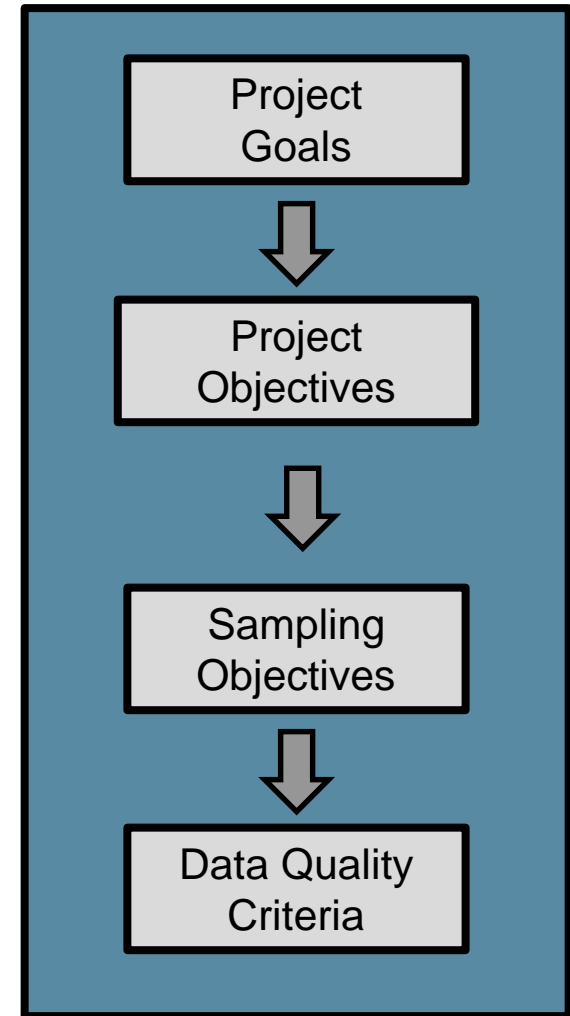 Project
Goals
Project
Objectives
Sampling
Objectives
Data Quality
Criteria